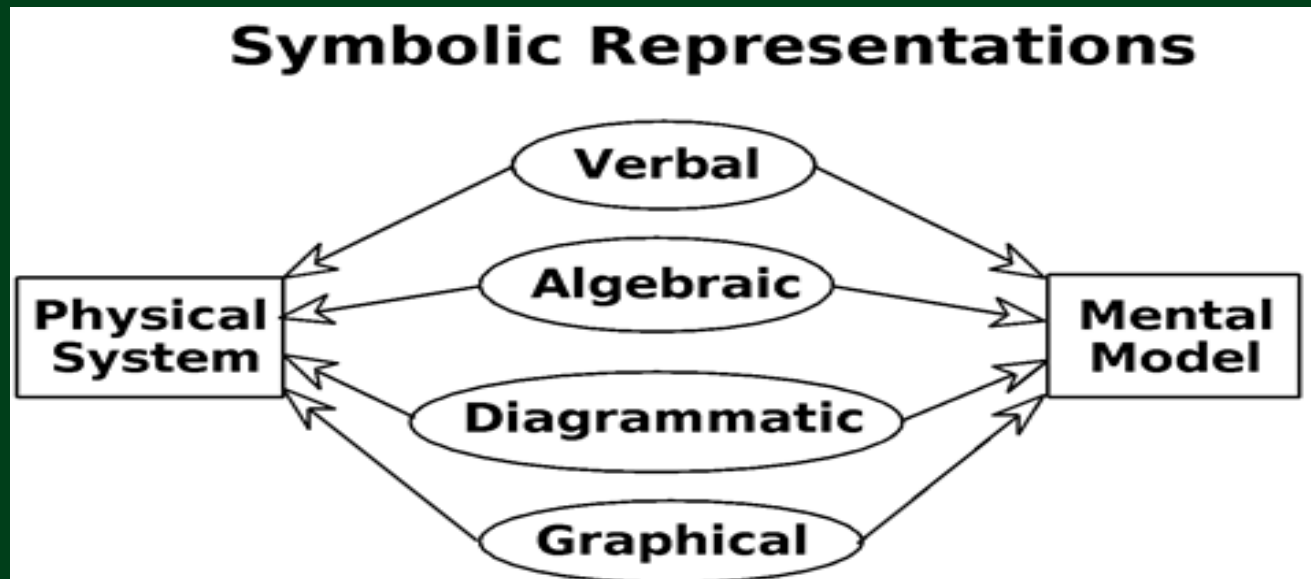 Symbolic Representations
Verbal
Algebraic
Physical
System
Mental
Model
Diagrammatic
Graphical